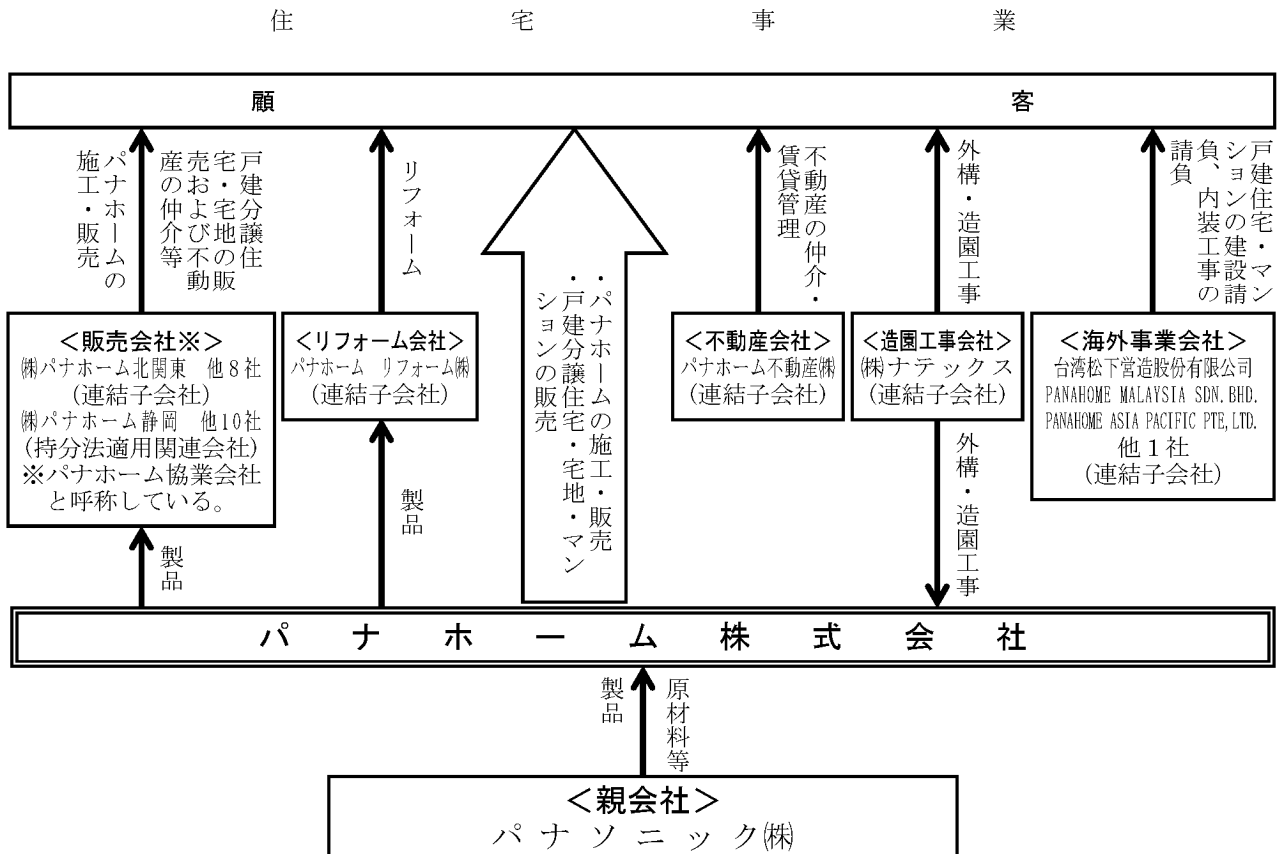 住宅事業
顧客
パナホームの
施工・販売
戸建分譲住
宅・宅地の販
売および不動
産の仲介等
リフォーム
不動産の仲介・
賃貸管理
外構・造園工事
戸建住宅・マン
ションの建設請
負、内装工事の
請負
・パナホームの施工・販売
・戸建分譲住宅・宅地・マン
ションの販売
＜販売会社※＞
㈱パナホーム北関東 他８社
(連結子会社)
㈱パナホーム静岡 他10社
(持分法適用関連会社)
※パナホーム協業会社
と呼称している。
＜リフォーム会社＞
パナホーム リフォーム㈱
(連結子会社)
＜不動産会社＞
パナホーム不動産㈱
(連結子会社)
＜造園工事会社＞
㈱ナテックス
(連結子会社)
＜海外事業会社＞
台湾松下営造股份有限公司
PANAHOME MALAYSIA SDN.BHD.
PANAHOME ASIA PACIFIC PTE,LTD.
他１社
(連結子会社)
製品
製品
外構・造園工事
パナホーム株式会社
製品
原材料等
＜親会社＞
パナソニック㈱